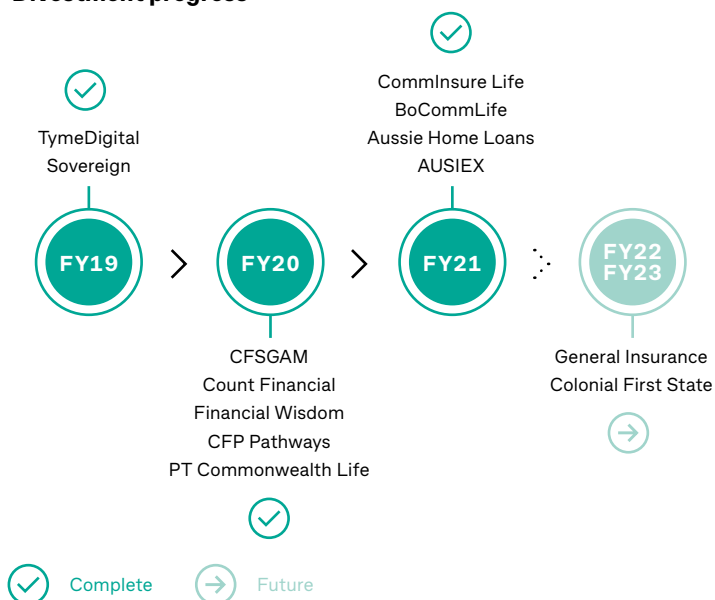 TymeDigital
Sovereign
FY19
FY20
CFSGAM
Count Financial
Financial Wisdom
CFP Pathways
PT Commonwealth Life
CommInsure Life
BoCommLife
Aussie Home Loans
AUSIEX
FY21
FY22
FY23
General Insurance
Colonial First State
Complete
Future